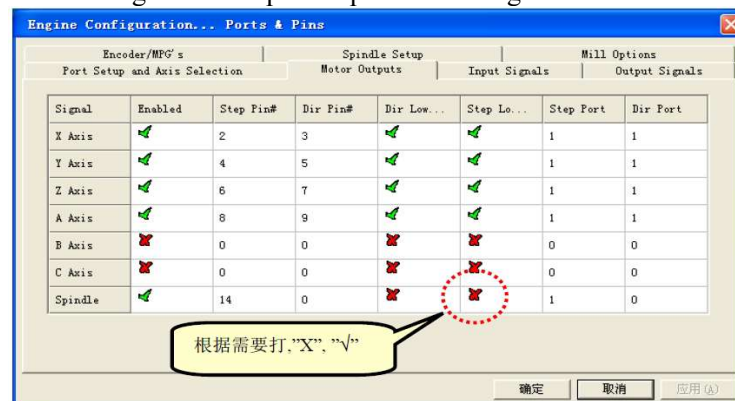 Engine Configuration... Ports & Pins
Encoder/MPG's Spindle Setup Mill Options
Port Setup and Axis Selection Motor Outputs Input Signals Output Signals
Signal Enabled Step Pin# Dir Pin# Dir Low... Step Lo... Step Port Dir Port
X Axis 2 3 1 1
Y Axis 4 5 1 1
Z Axis 6 7 1 1
A Axis 8 9 1 1
B Axis 0 0 0 0
C Axis 0 0 0 0
Spindle 14 0 1 0
根据需要打,”X”, ”√”
确定 取消 应用(A)